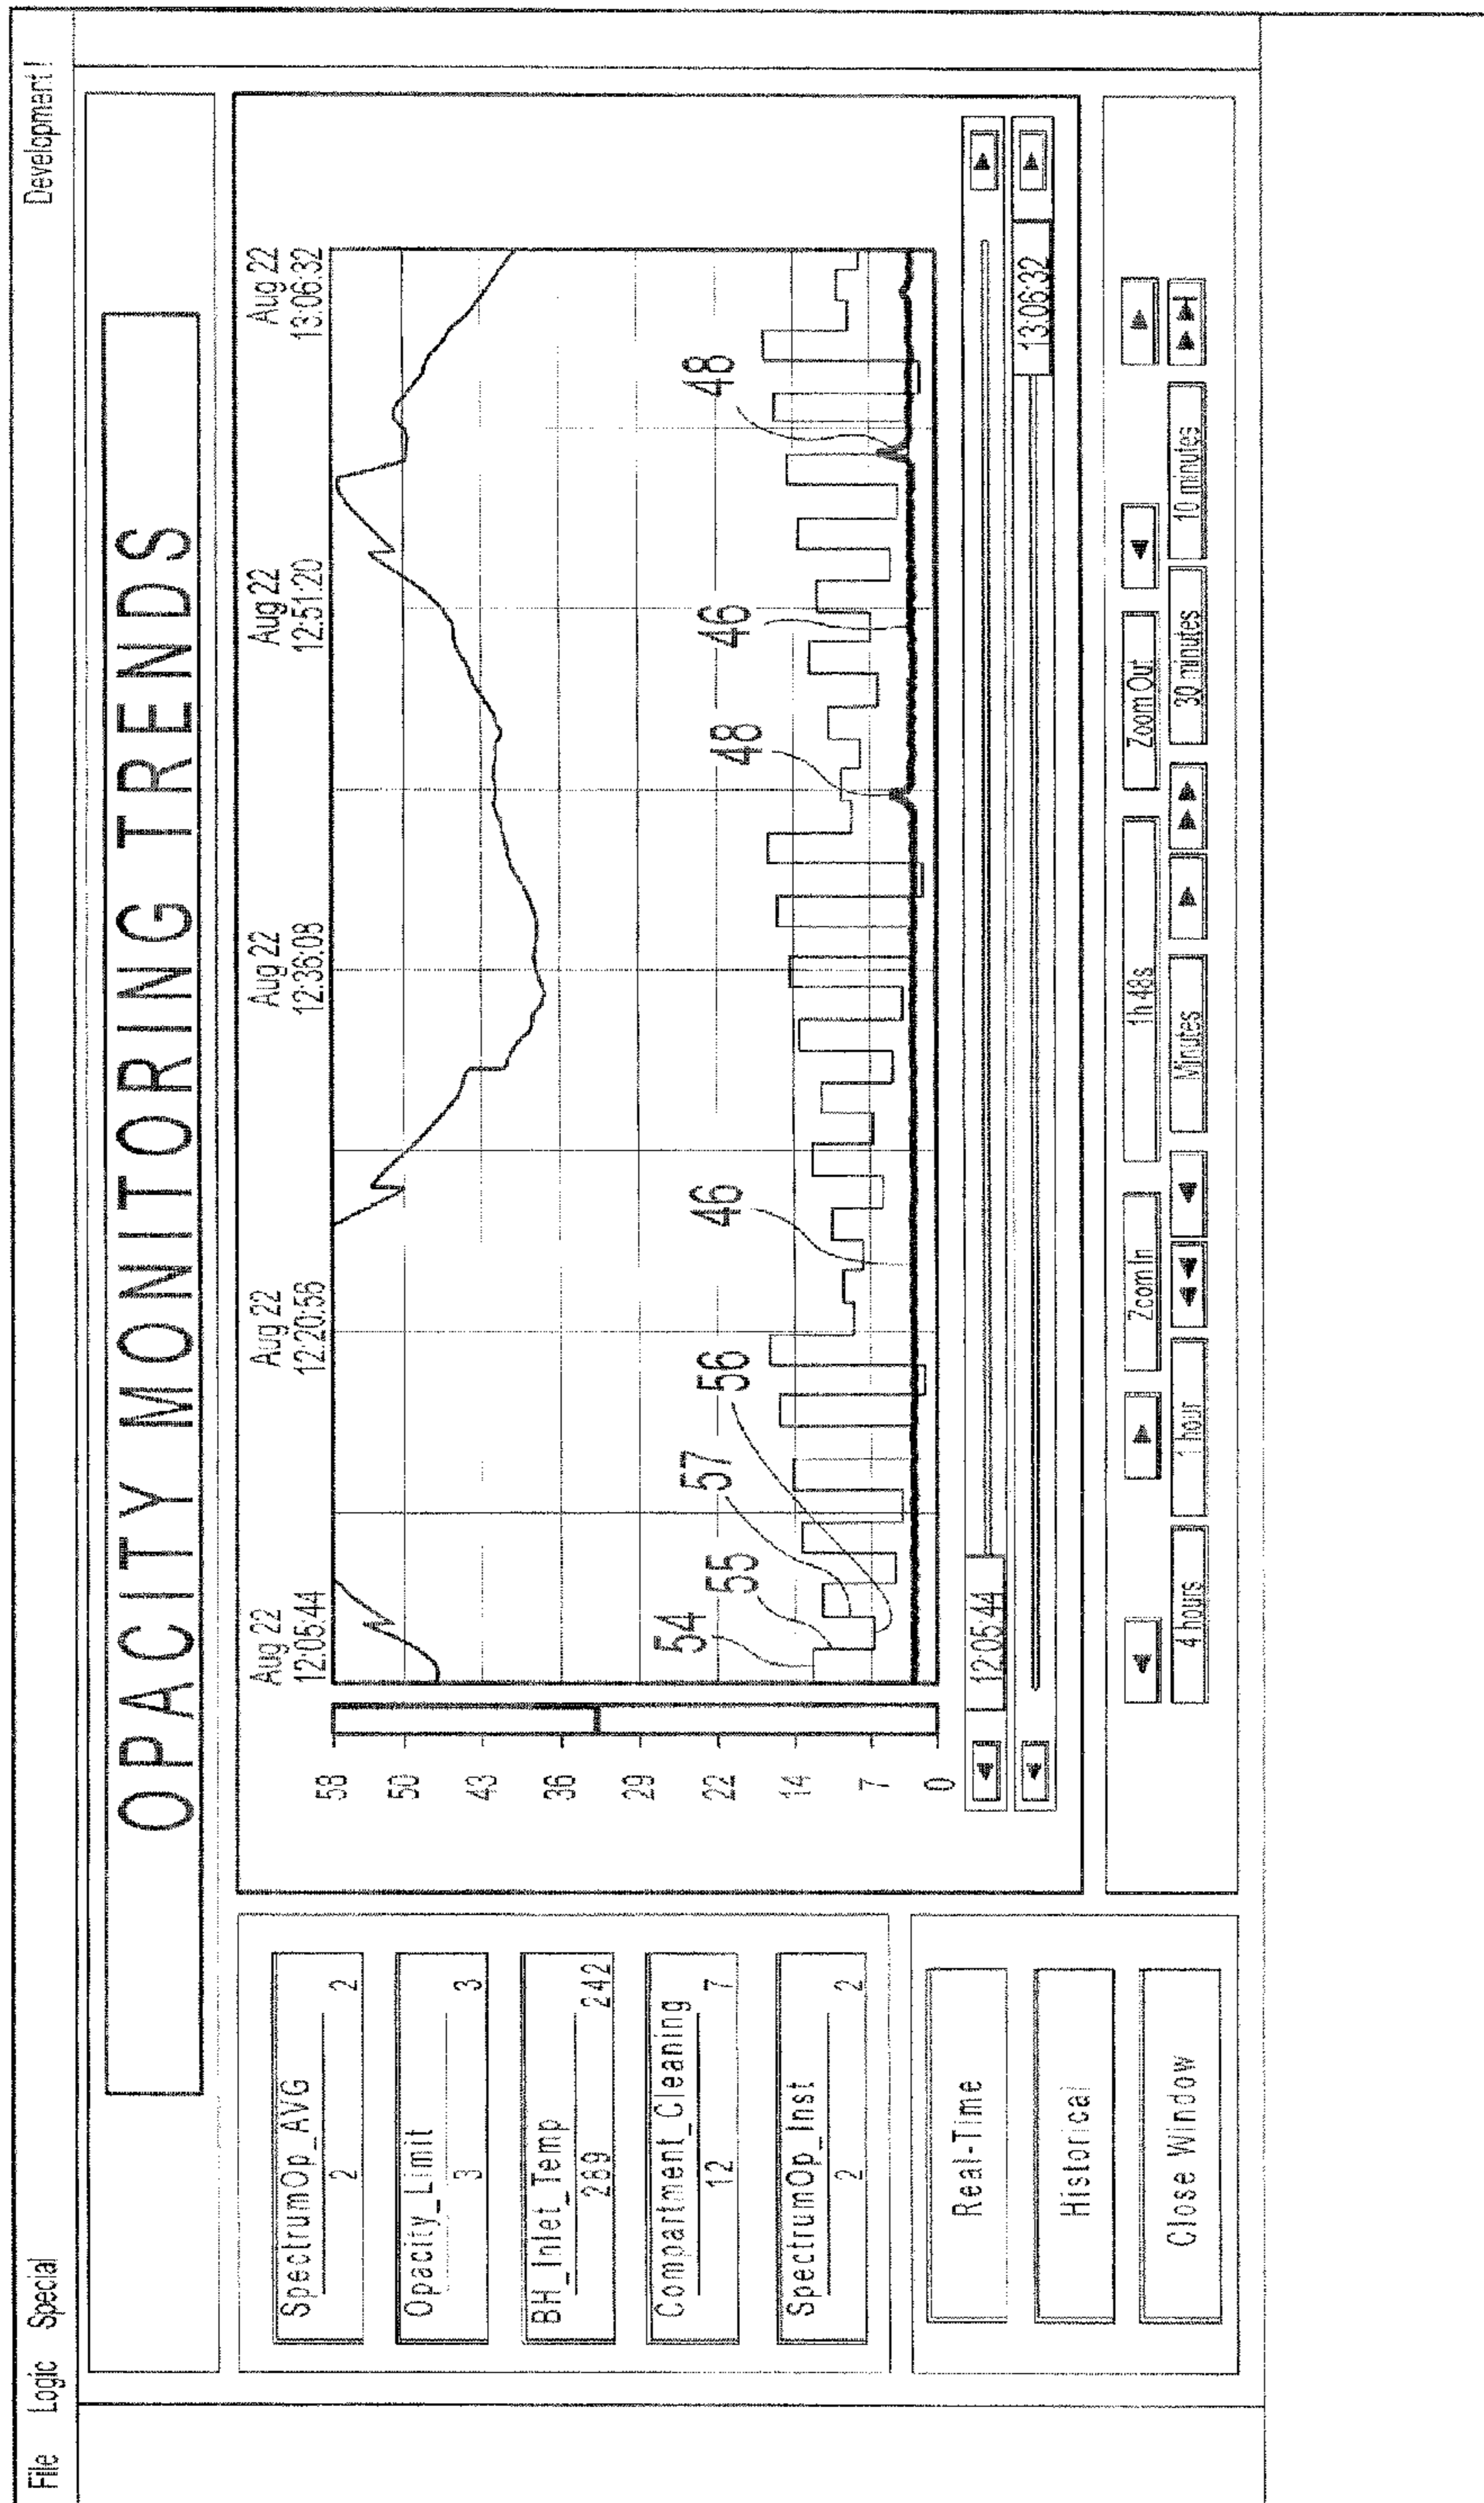 File Logic Special Development!
OPACITY MONITORING TRENDS
SpectrumOp_AVG
2 2
Opacity_Limit
3 3
BH_Inlet_Temp
289 242
Compartment_Cleaning
12 7
SpectrumOp_Inst
2 2
Real-Time
Historical
Close Window
Aug 22
12:05:44
Aug 22
12:20:56
Aug 22
12:36:08
Aug 22
12:51:20
Aug 22
13:06:32
58
50
43
36
29
22
14
7
0
54
55
57
56
46
48
46
48
12:05:44
13:06:32
Zoom In
1h 48s
Zoom Out
4 hours
1 hour
Minutes
30 minutes
10 minutes